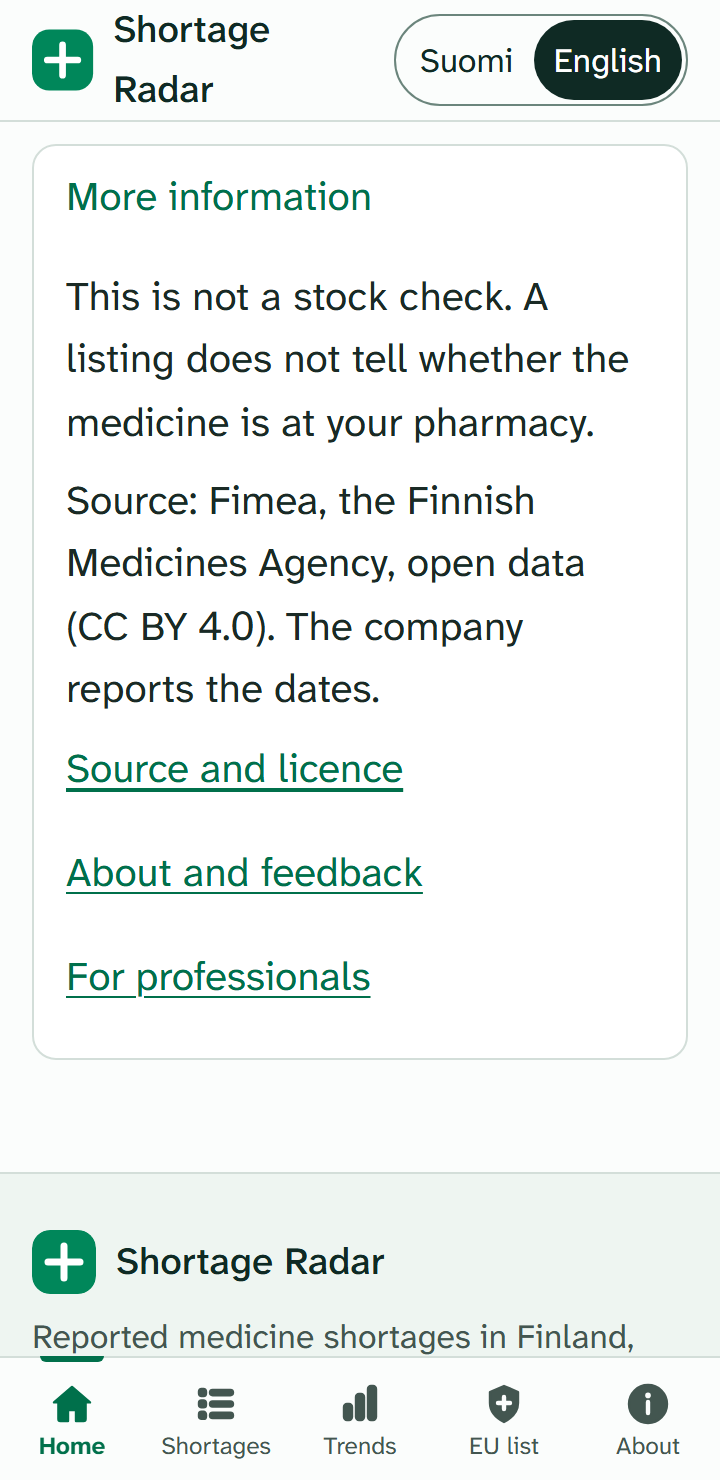 Shortage
Radar
Suomi
English
More information
This is not a stock check. A
listing does not tell whether the
medicine is at your pharmacy.
Source: Fimea, the Finnish
Medicines Agency, open data
(CC BY 4.0). The company
reports the dates.
Source and licence
About and feedback
For professionals
Shortage Radar
Reported medicine shortages in Finland,
Home
Shortages
Trends
EU list
About